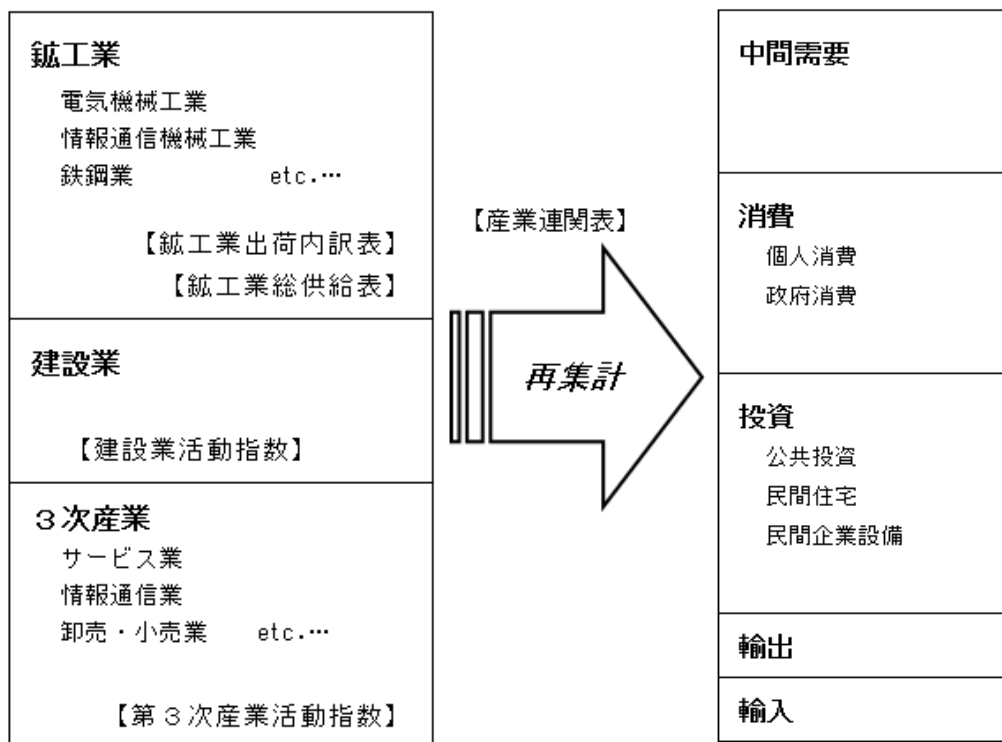 鉱工業
電気機械工業
情報通信機械工業
鉄鋼業 etc.…
【鉱工業出荷内訳表】
【鉱工業総供給表】
建設業
【建設業活動指数】
３次産業
サービス業
情報通信業
卸売・小売業 etc.…
【第３次産業活動指数】
【産業連関表】
再集計
中間需要
消費
個人消費
政府消費
投資
公共投資
民間住宅
民間企業設備
輸出
輸入